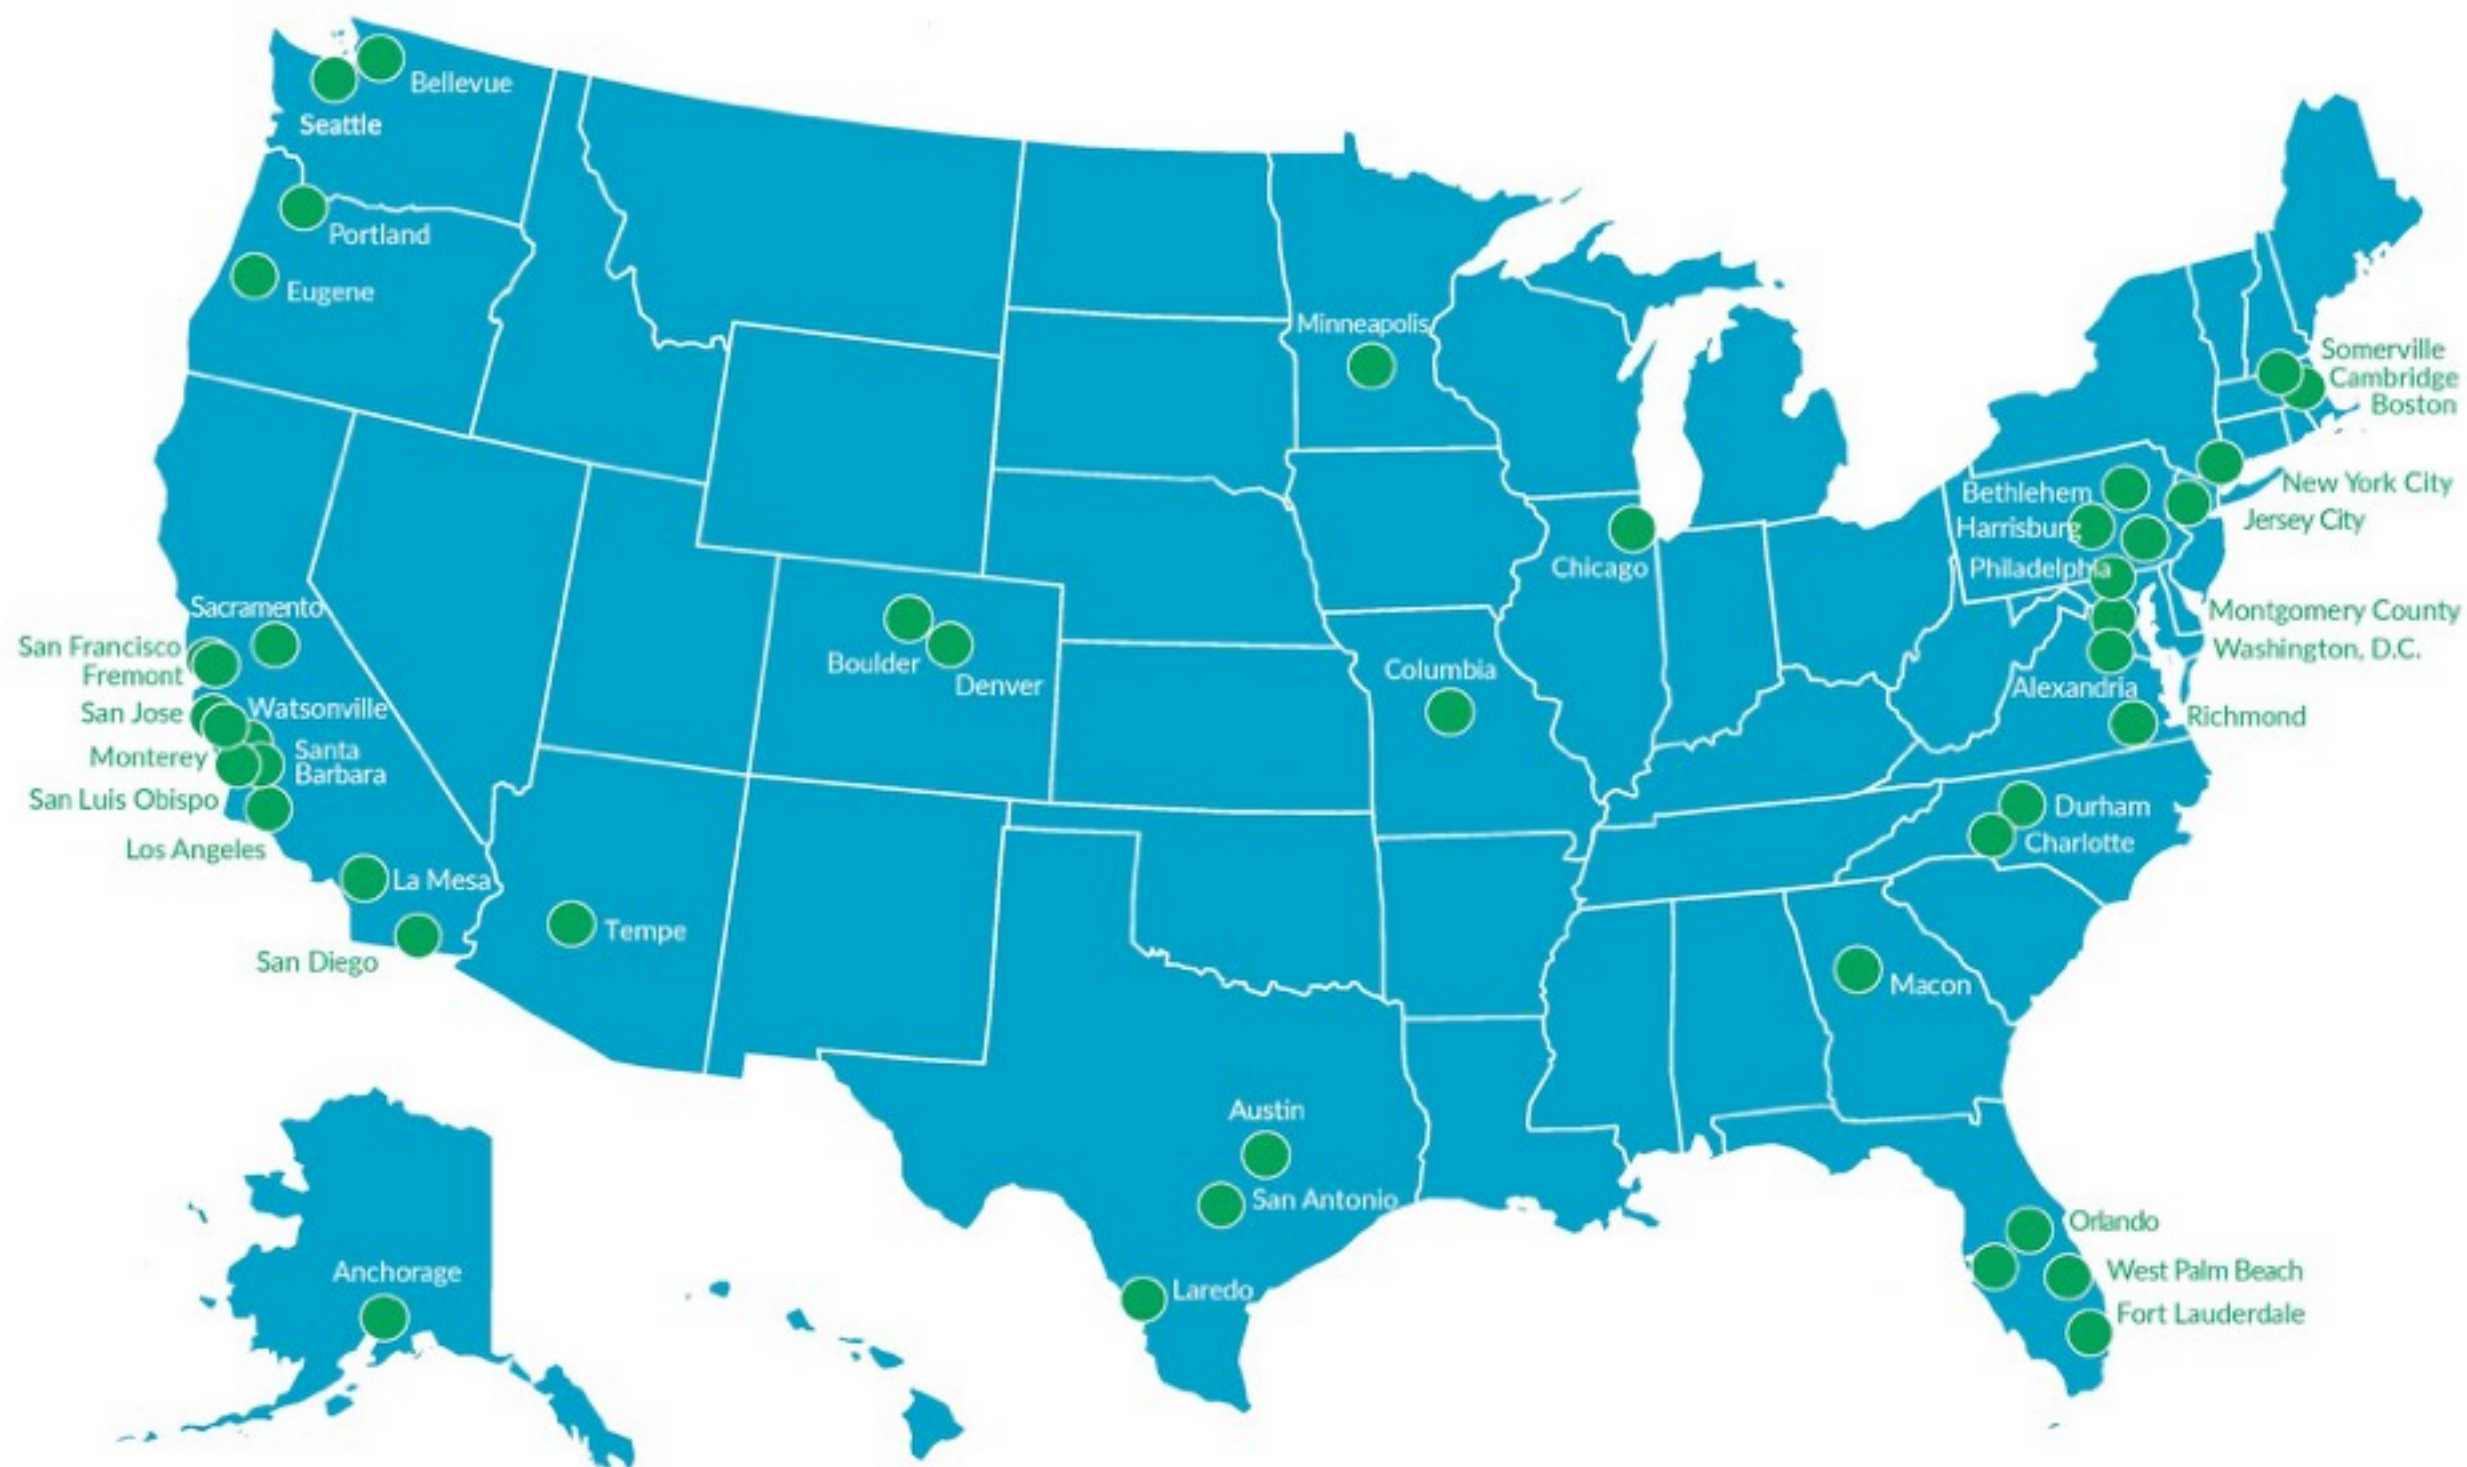 Bellevue
Seattle
Portland
Eugene
Minneapolis
Somerville
Cambridge
Boston
New York City
Bethlehem
Jersey City
Harrisburg
Chicago
Philadelphia
Sacramento
Montgomery County
San Francisco
Washington, D.C.
Fremont
Boulder
Columbia
Denver
Alexandria
Watsonville
San Jose
Richmond
Monterey
Santa
Barbara
San Luis Obispo
Durham
Charlotte
Los Angeles
La Mesa
Tempe
San Diego
Macon
Austin
San Antonio
Orlando
Anchorage
West Palm Beach
Laredo
Fort Lauderdale